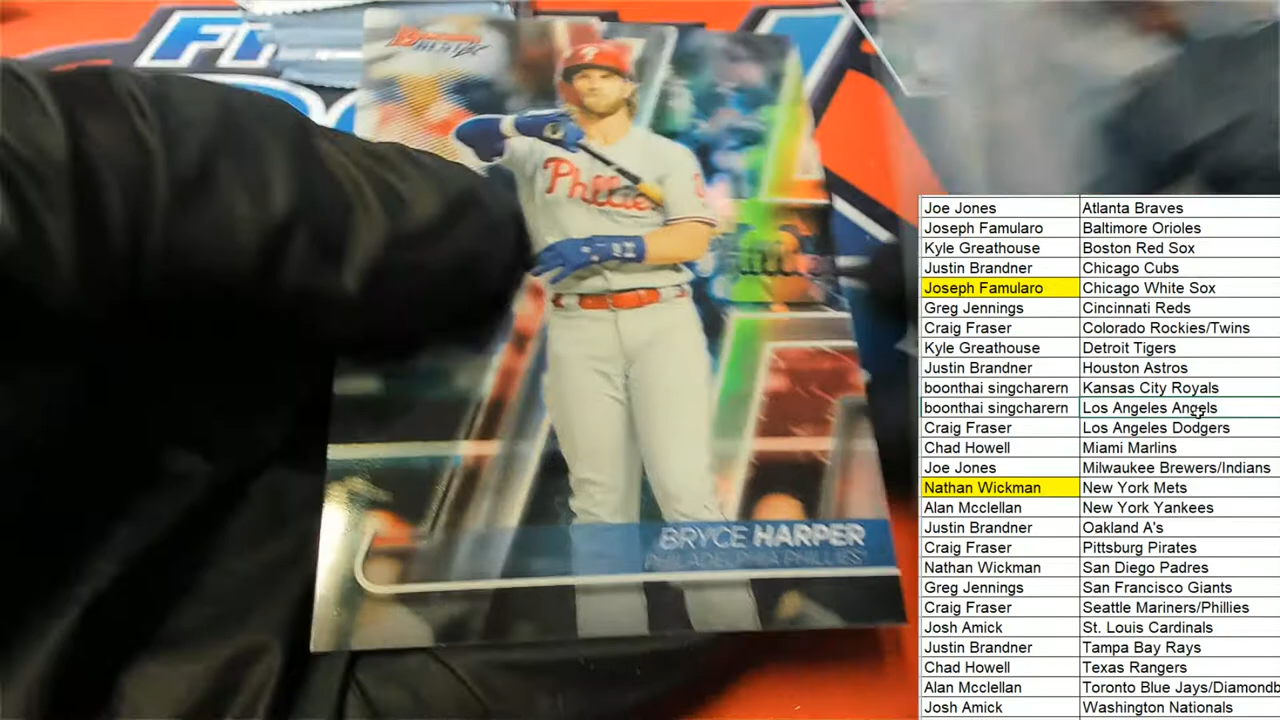 Bowman's
BEST
Phillies
BRYCE HARPER
PHILADELPHIA PHILLIES
Joe Jones Atlanta Braves
Joseph Famularo Baltimore Orioles
Kyle Greathouse Boston Red Sox
Justin Brandner Chicago Cubs
Joseph Famularo Chicago White Sox
Greg Jennings Cincinnati Reds
Craig Fraser Colorado Rockies/Twins
Kyle Greathouse Detroit Tigers
Justin Brandner Houston Astros
boonthai singcharern Kansas City Royals
boonthai singcharern Los Angeles Angels
Craig Fraser Los Angeles Dodgers
Chad Howell Miami Marlins
Joe Jones Milwaukee Brewers/Indians
Nathan Wickman New York Mets
Alan Mcclellan New York Yankees
Justin Brandner Oakland A's
Craig Fraser Pittsburg Pirates
Nathan Wickman San Diego Padres
Greg Jennings San Francisco Giants
Craig Fraser Seattle Mariners/Phillies
Josh Amick St. Louis Cardinals
Justin Brandner Tampa Bay Rays
Chad Howell Texas Rangers
Alan Mcclellan Toronto Blue Jays/Diamondb
Josh Amick Washington Nationals